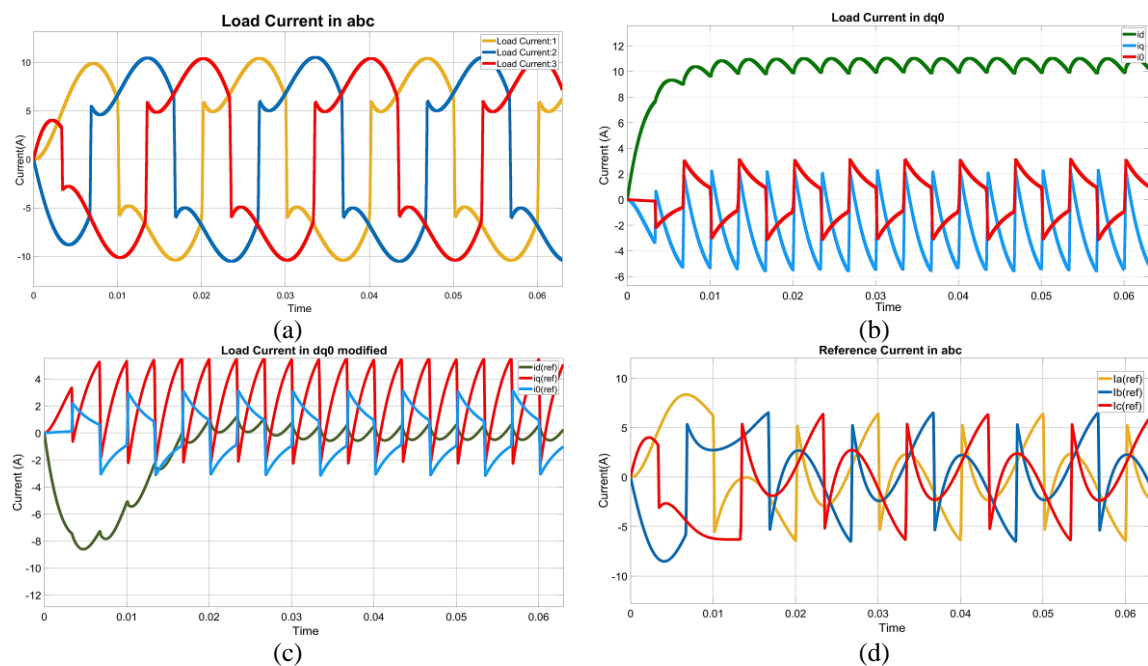 Load Current in abc
Load Current:1
Load Current:2
Load Current:3
Current(A)
10
5
0
-5
-10
0 0.01 0.02 0.03 0.04 0.05 0.06
Time
(a)
Load Current in dq0
id
iq
i0
Current (A)
12
10
8
6
4
2
0
-2
-4
-6
0 0.01 0.02 0.03 0.04 0.05 0.06
Time
(b)
Load Current in dq0 modified
id(ref)
iq(ref)
i0(ref)
Current (A)
4
2
0
-2
-4
-6
-8
-10
-12
0 0.01 0.02 0.03 0.04 0.05 0.06
Time
(c)
Reference Current in abc
Ia(ref)
Ib(ref)
Ic(ref)
Current(A)
10
5
0
-5
-10
0 0.01 0.02 0.03 0.04 0.05 0.06
Time
(d)